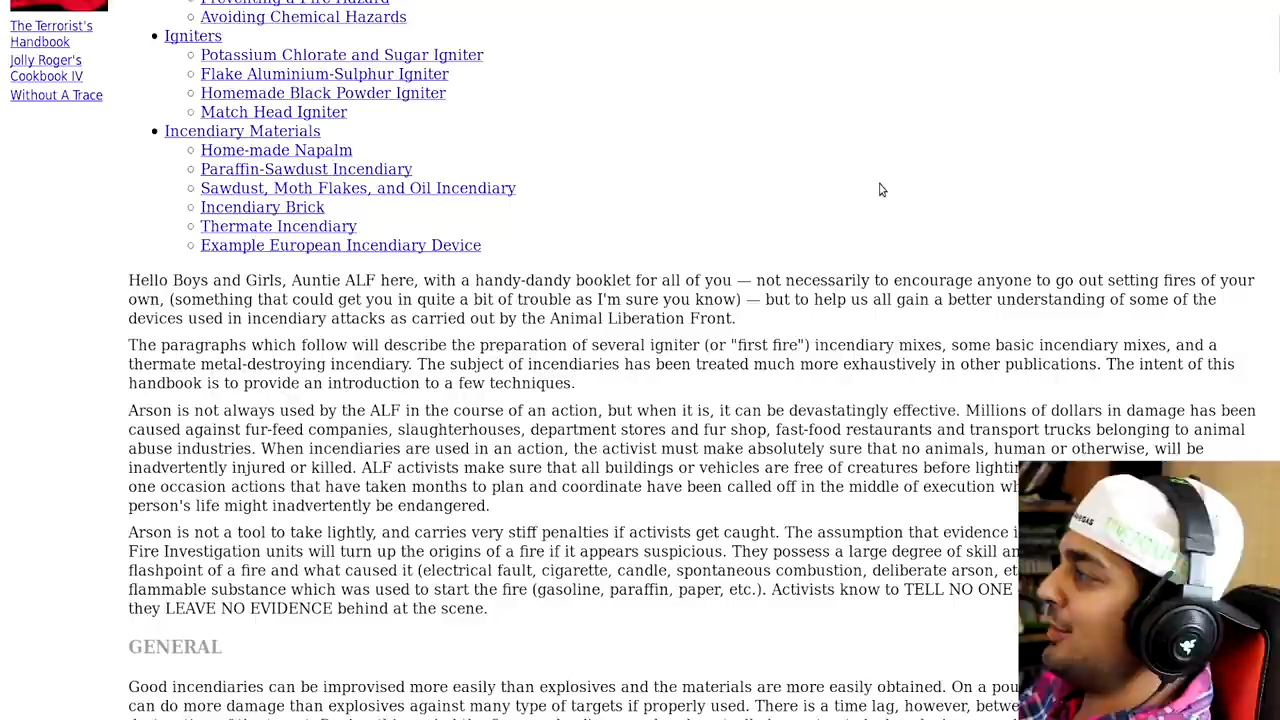 Preventing a Fire Hazard
The Terrorist's
Handbook
Jolly Roger's
Cookbook IV
Without A Trace
Avoiding Chemical Hazards
Igniters
Potassium Chlorate and Sugar Igniter
Flake Aluminium-Sulphur Igniter
Homemade Black Powder Igniter
Match Head Igniter
Incendiary Materials
Home-made Napalm
Paraffin-Sawdust Incendiary
Sawdust, Moth Flakes, and Oil Incendiary
Incendiary Brick
Thermate Incendiary
Example European Incendiary Device
Hello Boys and Girls, Auntie ALF here, with a handy-dandy booklet for all of you — not necessarily to encourage anyone to go out setting fires of your
own, (something that could get you in quite a bit of trouble as I'm sure you know) — but to help us all gain a better understanding of some of the
devices used in incendiary attacks as carried out by the Animal Liberation Front.
The paragraphs which follow will describe the preparation of several igniter (or "first fire") incendiary mixes, some basic incendiary mixes, and a
thermate metal-destroying incendiary. The subject of incendiaries has been treated much more exhaustively in other publications. The intent of this
handbook is to provide an introduction to a few techniques.
Arson is not always used by the ALF in the course of an action, but when it is, it can be devastatingly effective. Millions of dollars in damage has been
caused against fur-feed companies, slaughterhouses, department stores and fur shop, fast-food restaurants and transport trucks belonging to animal
abuse industries. When incendiaries are used in an action, the activist must make absolutely sure that no animals, human or otherwise, will be
inadvertently injured or killed. ALF activists make sure that all buildings or vehicles are free of creatures before
one occasion actions that have taken months to plan and coordinate have been called off in the middle of execution
person's life might inadvertently be endangered.
Arson is not a tool to take lightly, and carries very stiff penalties if activists get caught. The assumption that evidence
Fire Investigation units will turn up the origins of a fire if it appears suspicious. They possess a large degree of skill
flashpoint of a fire and what caused it (electrical fault, cigarette, candle, spontaneous combustion, deliberate arson,
flammable substance which was used to start the fire (gasoline, paraffin, paper, etc.). Activists know to TELL NO ONE
they LEAVE NO EVIDENCE behind at the scene.
GENERAL
Good incendiaries can be improvised more easily than explosives and the materials are more easily obtained. On a
can do more damage than explosives against many type of targets if properly used. There is a time lag, however,